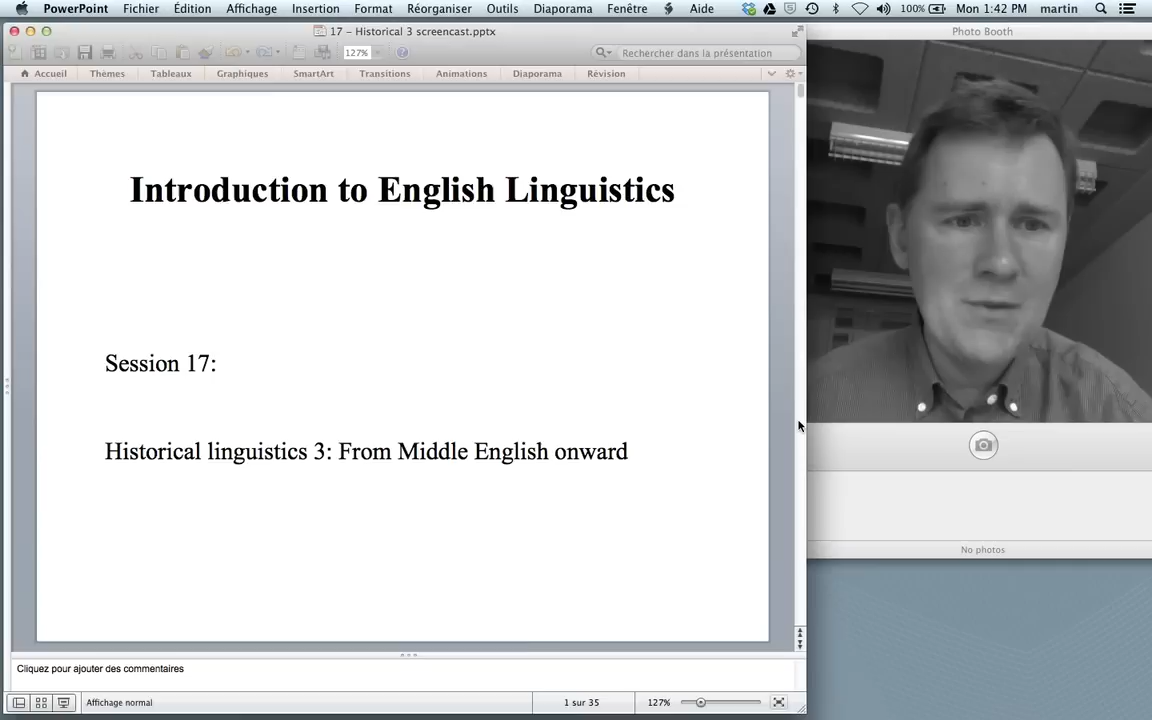 PowerPoint Fichier Édition Affichage Insertion Format Réorganiser Outils Diaporama Fenêtre Aide 100% Mon 1:42 PM martin
17 – Historical 3 screencast.pptx
Photo Booth
127% Rechercher dans la présentation
Accueil Thèmes Tableaux Graphiques SmartArt Transitions Animations Diaporama Révision
Introduction to English Linguistics
Session 17:
Historical linguistics 3: From Middle English onward
No photos
Cliquez pour ajouter des commentaires
Affichage normal 1 sur 35 127%